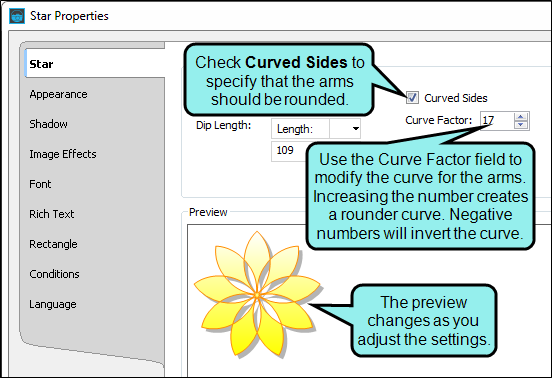 Star Properties
Star
Appearance
Shadow
Image Effects
Font
Rich Text
Rectangle
Conditions
Language
Check Curved Sides to
specify that the arms
should be rounded.
Curved Sides
Dip Length:
Length:
Curve Factor:
17
109
Use the Curve Factor field to
modify the curve for the arms.
Increasing the number creates
a rounder curve. Negative
numbers will invert the curve.
Preview
The preview
changes as you
adjust the settings.